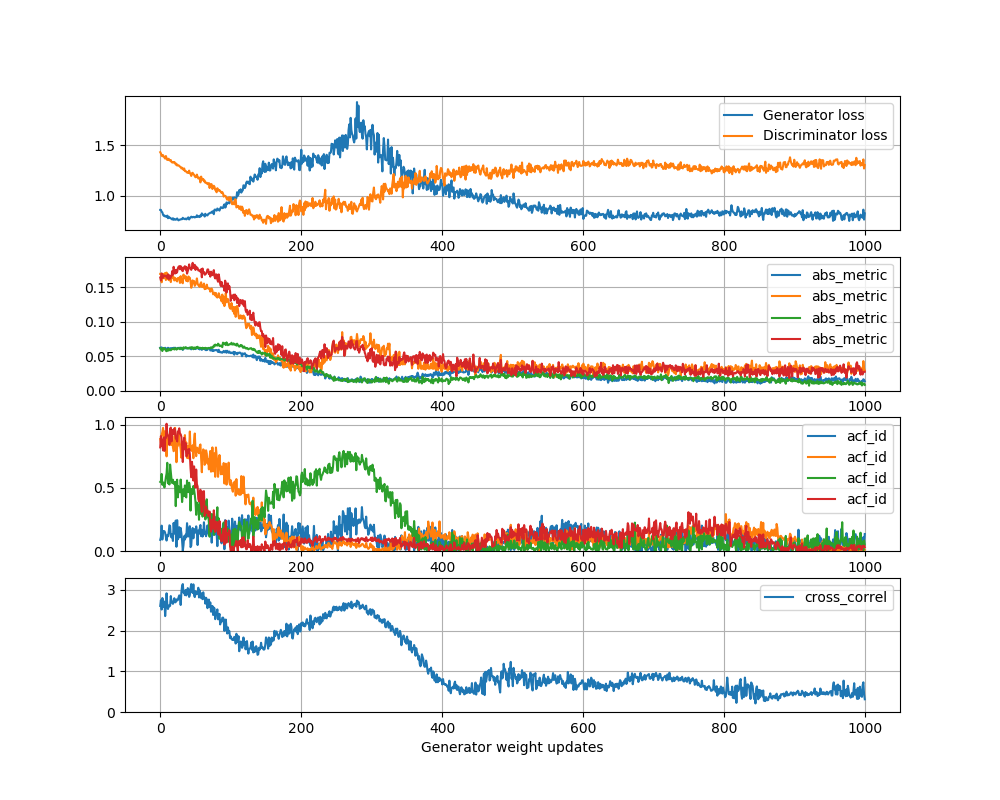 1.5
1.0
Generator loss
Discriminator loss
0 200 400 600 800 1000
0.15
0.10
0.05
0.00
abs_metric
abs_metric
abs_metric
abs_metric
0 200 400 600 800 1000
1.0
0.5
0.0
acf_id
acf_id
acf_id
acf_id
0 200 400 600 800 1000
3
2
1
0
cross_correl
0 200 400 600 800 1000
Generator weight updates